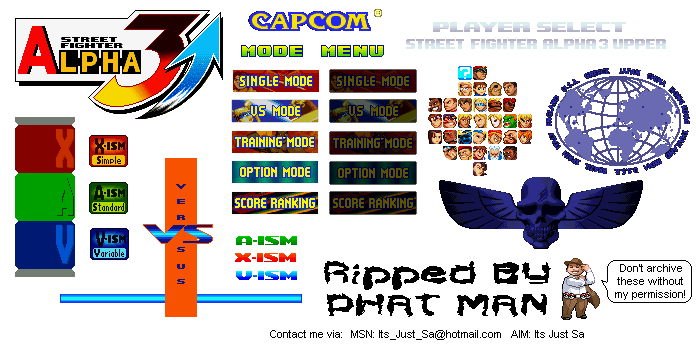 STREET FIGHTER
ALPHA 3
CAPCOM®
MODE MENU
PLAYER SELECT
STREET FIGHTER ALPHA 3 UPPER
SINGLE MODE
SINGLE MODE
VS MODE
VS MODE
TRAINING MODE
TRAINING MODE
OPTION MODE
OPTION MODE
SCORE RANKING
SCORE RANKING
X
X-ISM
Simple
A
A-ISM
Standard
V
V-ISM
Variable
VERSUS
VS
A-ISM
X-ISM
V-ISM
?
Ripped By
PHAT MAN
Don't archive
these without
my permission!
Contact me via: MSN: Its_Just_Sa@hotmail.com AIM: Its Just Sa